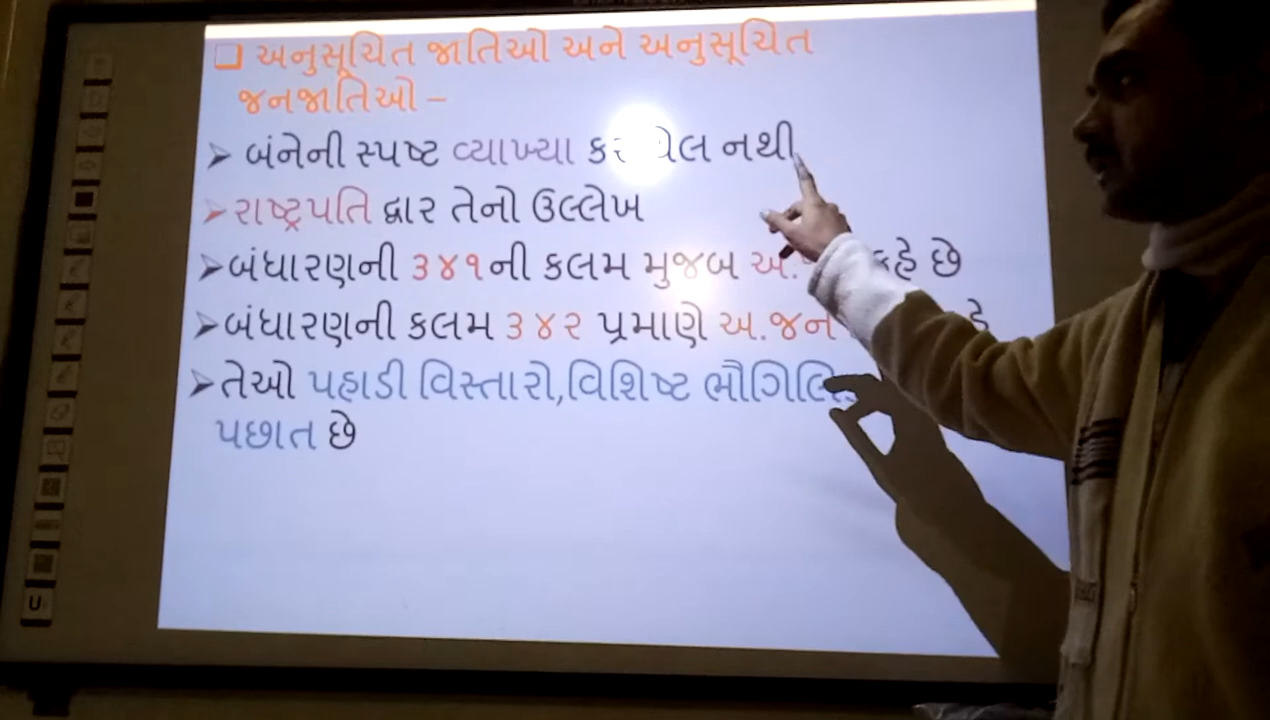 ❑ અનુસૂચિત જાતિઓ અને અનુસૂચિત
જનજાતિઓ –
➤ બંનેની સ્પષ્ટ વ્યાખ્યા નથી
➤ રાષ્ટ્રપતિ દ્વાર તેનો ઉલ્લેખ
➤ બંધારણની ૩૪૧ની કલમ મુજબ અ. કહે છે
➤ બંધારણની કલમ ૩૪૨ પ્રમાણે અ.જન
➤ તેઓ પહાડી વિસ્તારો,વિશિષ્ટ
પછાત છે